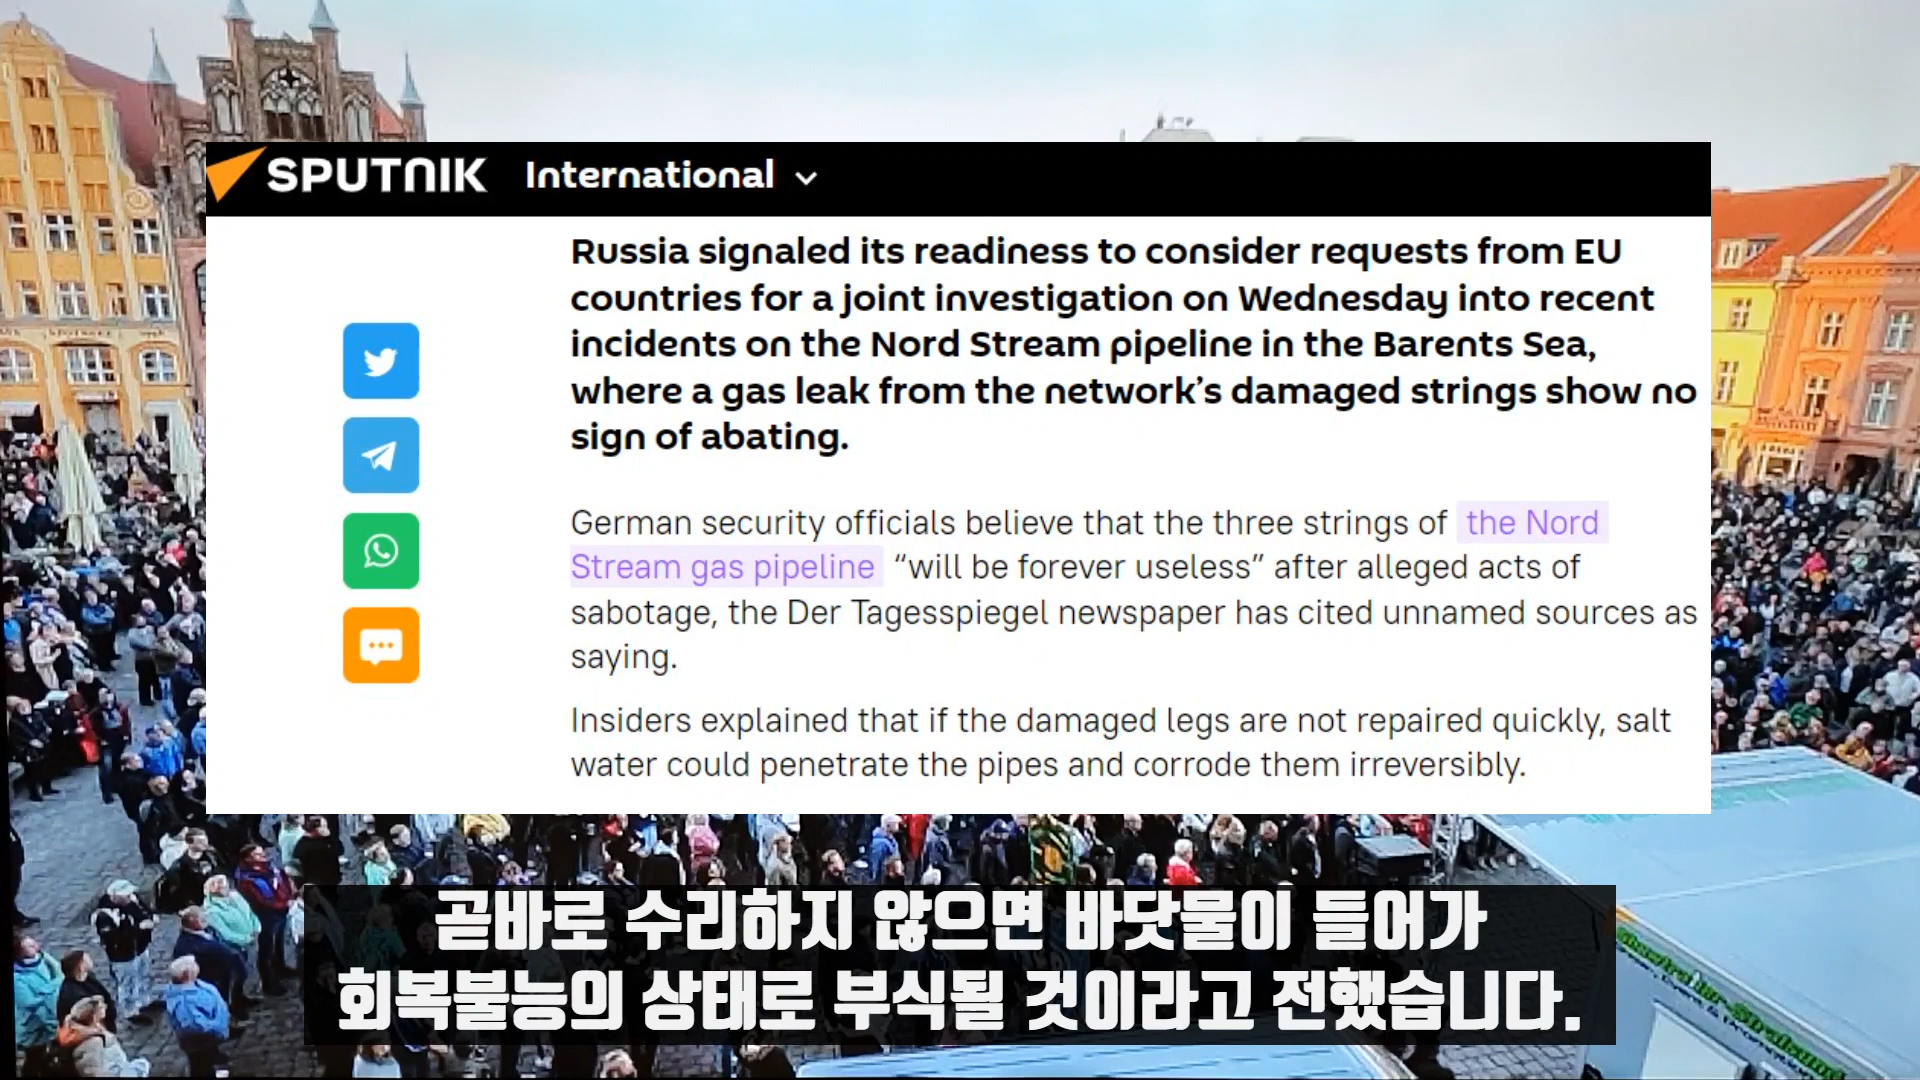 SPUTNIK International
Russia signaled its readiness to consider requests from EU
countries for a joint investigation on Wednesday into recent
incidents on the Nord Stream pipeline in the Barents Sea,
where a gas leak from the network’s damaged strings show no
sign of abating.
German security officials believe that the three strings of the Nord
Stream gas pipeline “will be forever useless” after alleged acts of
sabotage, the Der Tagesspiegel newspaper has cited unnamed sources as
saying.
Insiders explained that if the damaged legs are not repaired quickly, salt
water could penetrate the pipes and corrode them irreversibly.
곧바로 수리하지 않으면 바닷물이 들어가
회복불능의 상태로 부식될 것이라고 전했습니다.